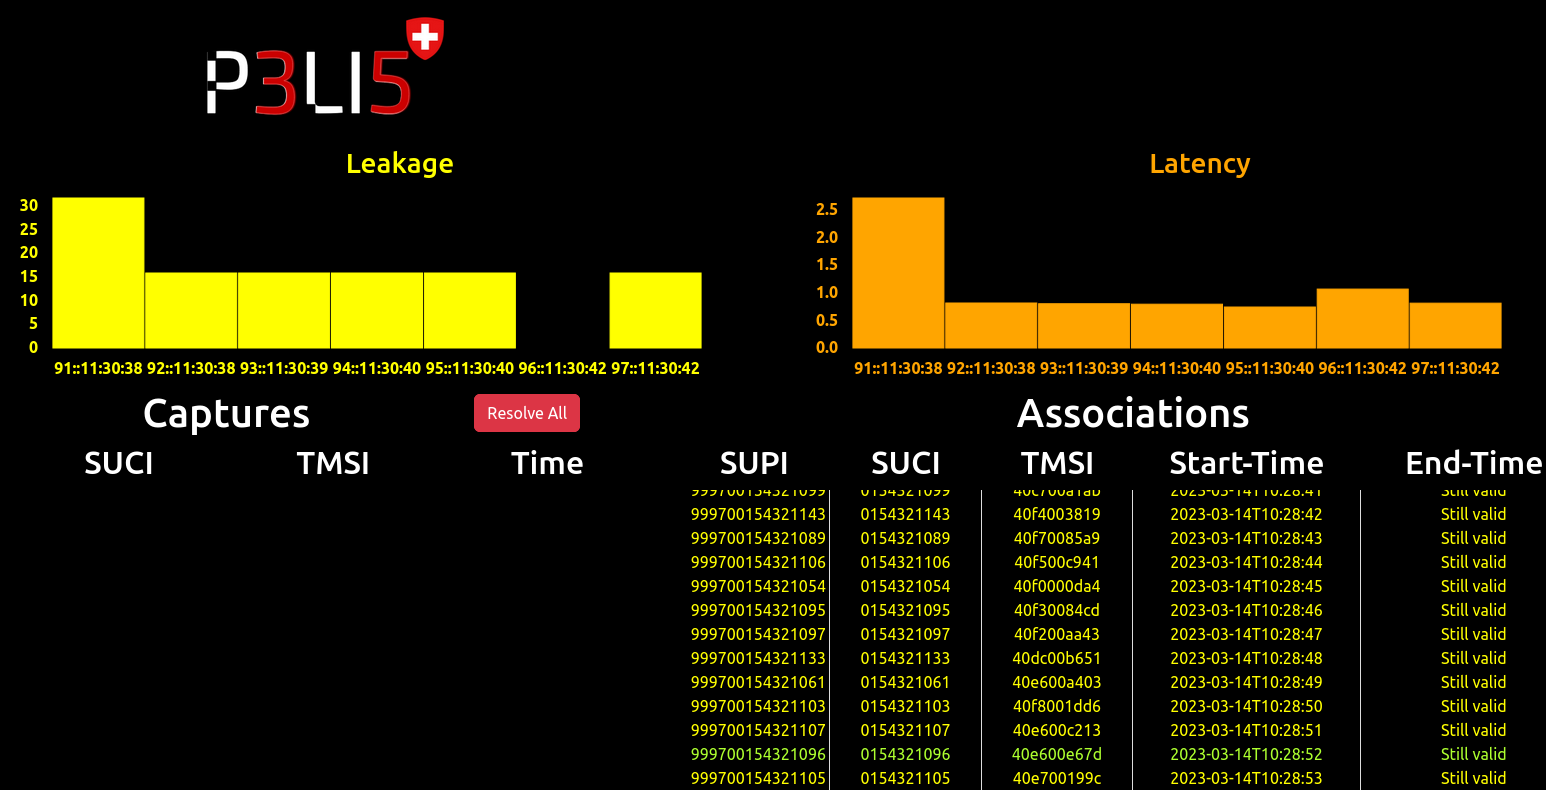 P3LI5
Leakage
30
25
20
15
10
5
0
91::11:30:38 92::11:30:38 93::11:30:39 94::11:30:40 95::11:30:40 96::11:30:42 97::11:30:42
Latency
2.5
2.0
1.5
1.0
0.5
0.0
91::11:30:38 92::11:30:38 93::11:30:39 94::11:30:40 95::11:30:40 96::11:30:42 97::11:30:42
Captures
Resolve All
SUCI TMSI Time
Associations
SUPI SUCI TMSI Start-Time End-Time
999700154321099 0154321099 40c700a1ab 2023-03-14T10:28:41 Still valid
999700154321143 0154321143 40f4003819 2023-03-14T10:28:42 Still valid
999700154321089 0154321089 40f70085a9 2023-03-14T10:28:43 Still valid
999700154321106 0154321106 40f500c941 2023-03-14T10:28:44 Still valid
999700154321054 0154321054 40f0000da4 2023-03-14T10:28:45 Still valid
999700154321095 0154321095 40f30084cd 2023-03-14T10:28:46 Still valid
999700154321097 0154321097 40f200aa43 2023-03-14T10:28:47 Still valid
999700154321133 0154321133 40dc00b651 2023-03-14T10:28:48 Still valid
999700154321061 0154321061 40e600a403 2023-03-14T10:28:49 Still valid
999700154321103 0154321103 40f8001dd6 2023-03-14T10:28:50 Still valid
999700154321107 0154321107 40e600c213 2023-03-14T10:28:51 Still valid
999700154321096 0154321096 40e600e67d 2023-03-14T10:28:52 Still valid
999700154321105 0154321105 40e700199c 2023-03-14T10:28:53 Still valid